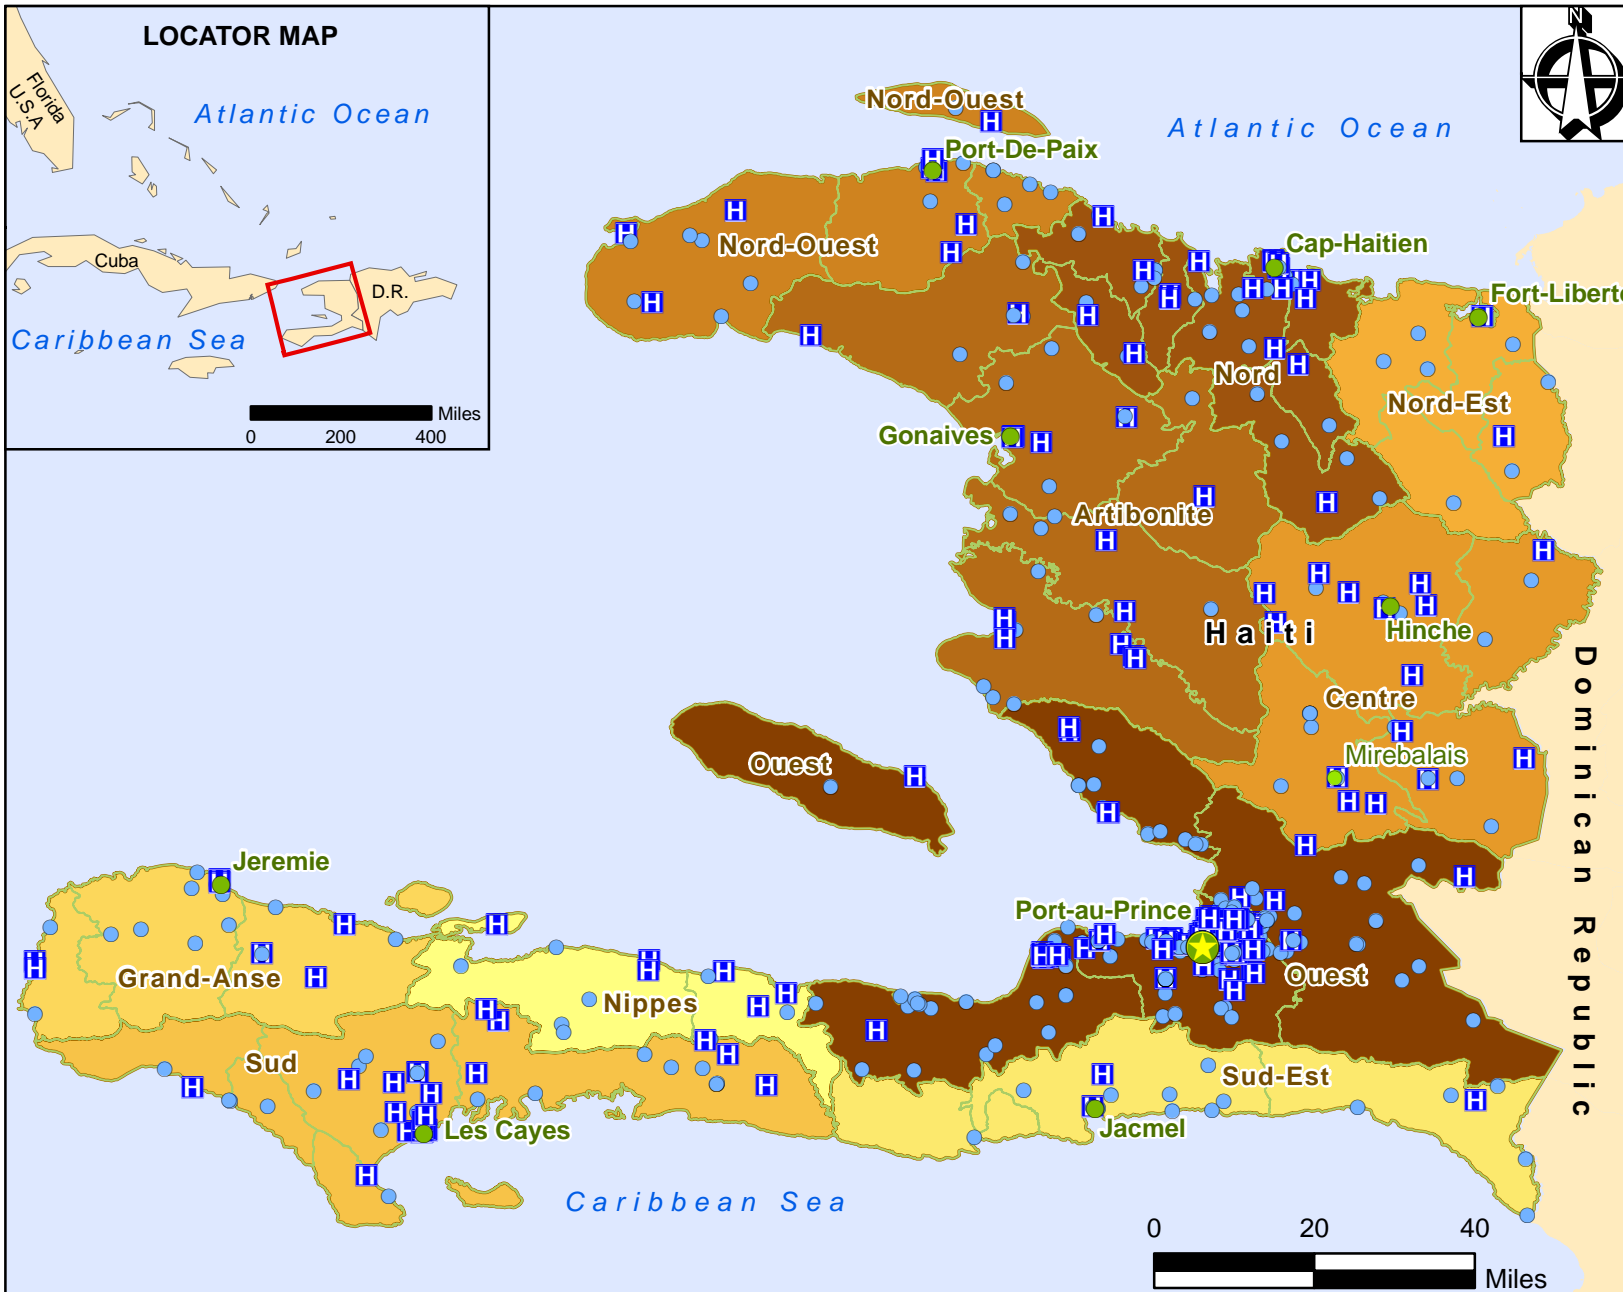 LOCATOR MAP
Florida
U.S.A
Atlantic Ocean
Cuba
D.R.
Caribbean Sea
Miles
0 200 400
N
Atlantic Ocean
Nord-Ouest
Port-De-Paix
Nord-Ouest
Cap-Haitien
Fort-Liberte
Nord
Nord-Est
Gonaives
Artibonite
Haiti
Hinche
Centre
Mirebalais
Dominican Republic
Ouest
Jeremie
Port-au-Prince
Ouest
Grand-Anse
Nippes
Sud
Sud-Est
Les Cayes
Jacmel
Caribbean Sea
0 20 40
Miles